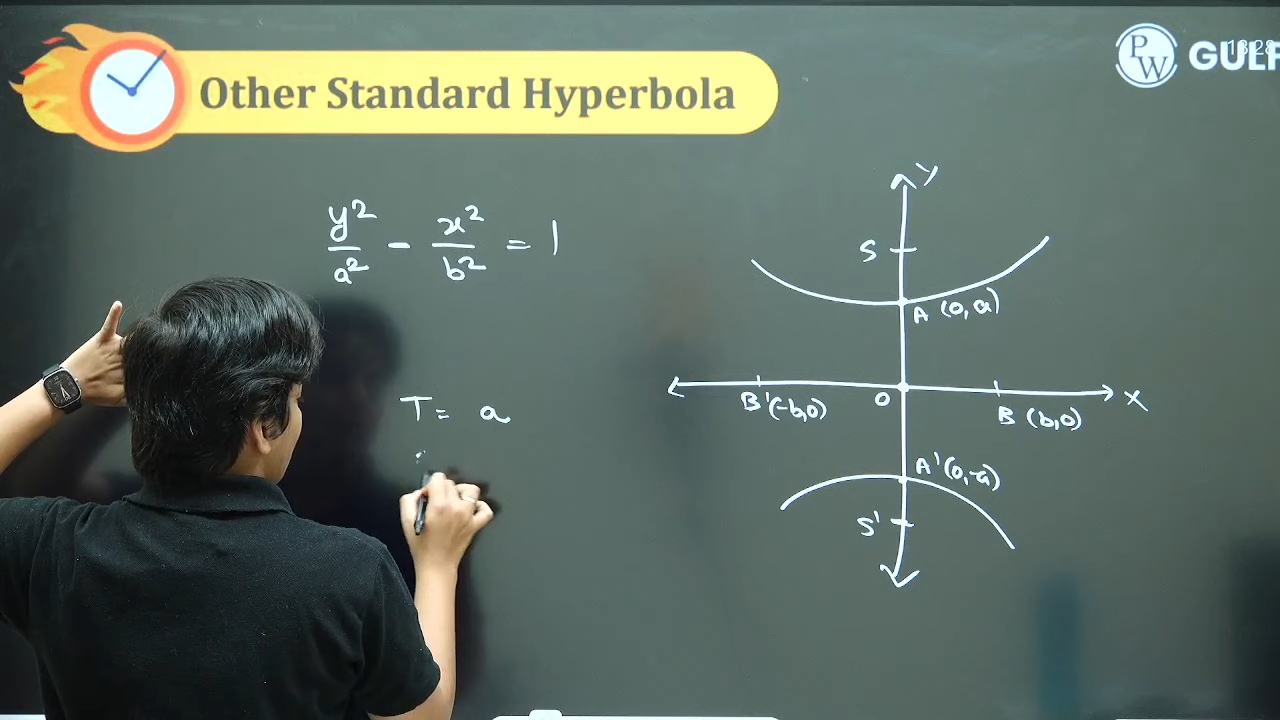 Other Standard Hyperbola
PW GULF
y²/a² - x²/b² = 1
T = a
Y
S
A (0, a)
B'(-b,0)
O
B (b,0)
X
A'(0,-a)
S'